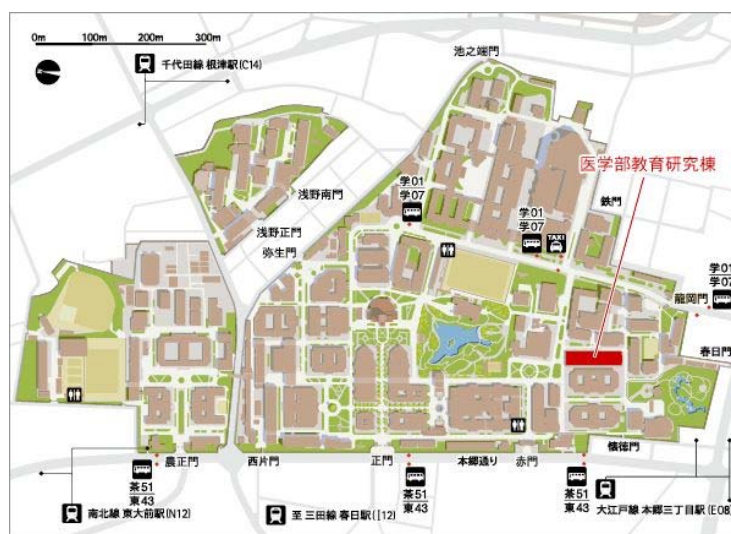 0m 100m 200m 300m
千代田線 根津駅(C14)
池之端門
医学部教育研究棟
浅野南門
学01
学07
学01
学07
TAXI
鉄門
浅野正門
弥生門
学01
学07
龍岡門
春日門
農正門
西片門
正門
本郷通り
赤門
懐徳門
茶51
東43
茶51
東43
茶51
東43
南北線 東大前駅(N12)
至 三田線 春日駅(I12)
大江戸線 本郷三丁目駅(E08)